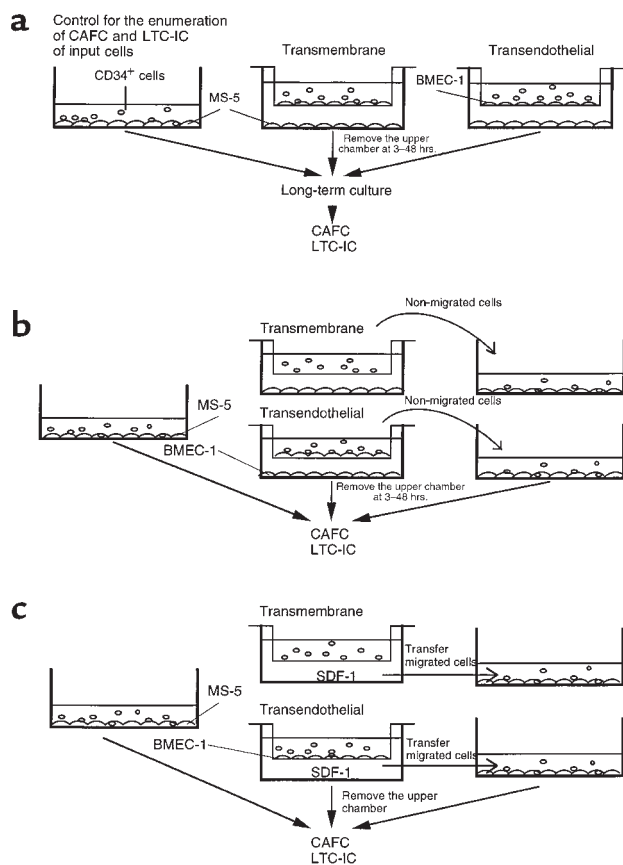 a
Control for the enumeration
of CAFC and LTC-IC
of input cells
CD34+ cells
MS-5
Transmembrane
Transendothelial
BMEC-1
Remove the upper
chamber at 3–48 hrs.
Long-term culture
CAFC
LTC-IC
b
Non-migrated cells
Transmembrane
MS-5
Transendothelial
Non-migrated cells
BMEC-1
Remove the upper chamber
at 3–48 hrs.
CAFC
LTC-IC
c
Transmembrane
Transfer
migrated cells
SDF-1
MS-5
Transendothelial
BMEC-1
Transfer
migrated cells
SDF-1
Remove the upper
chamber
CAFC
LTC-IC